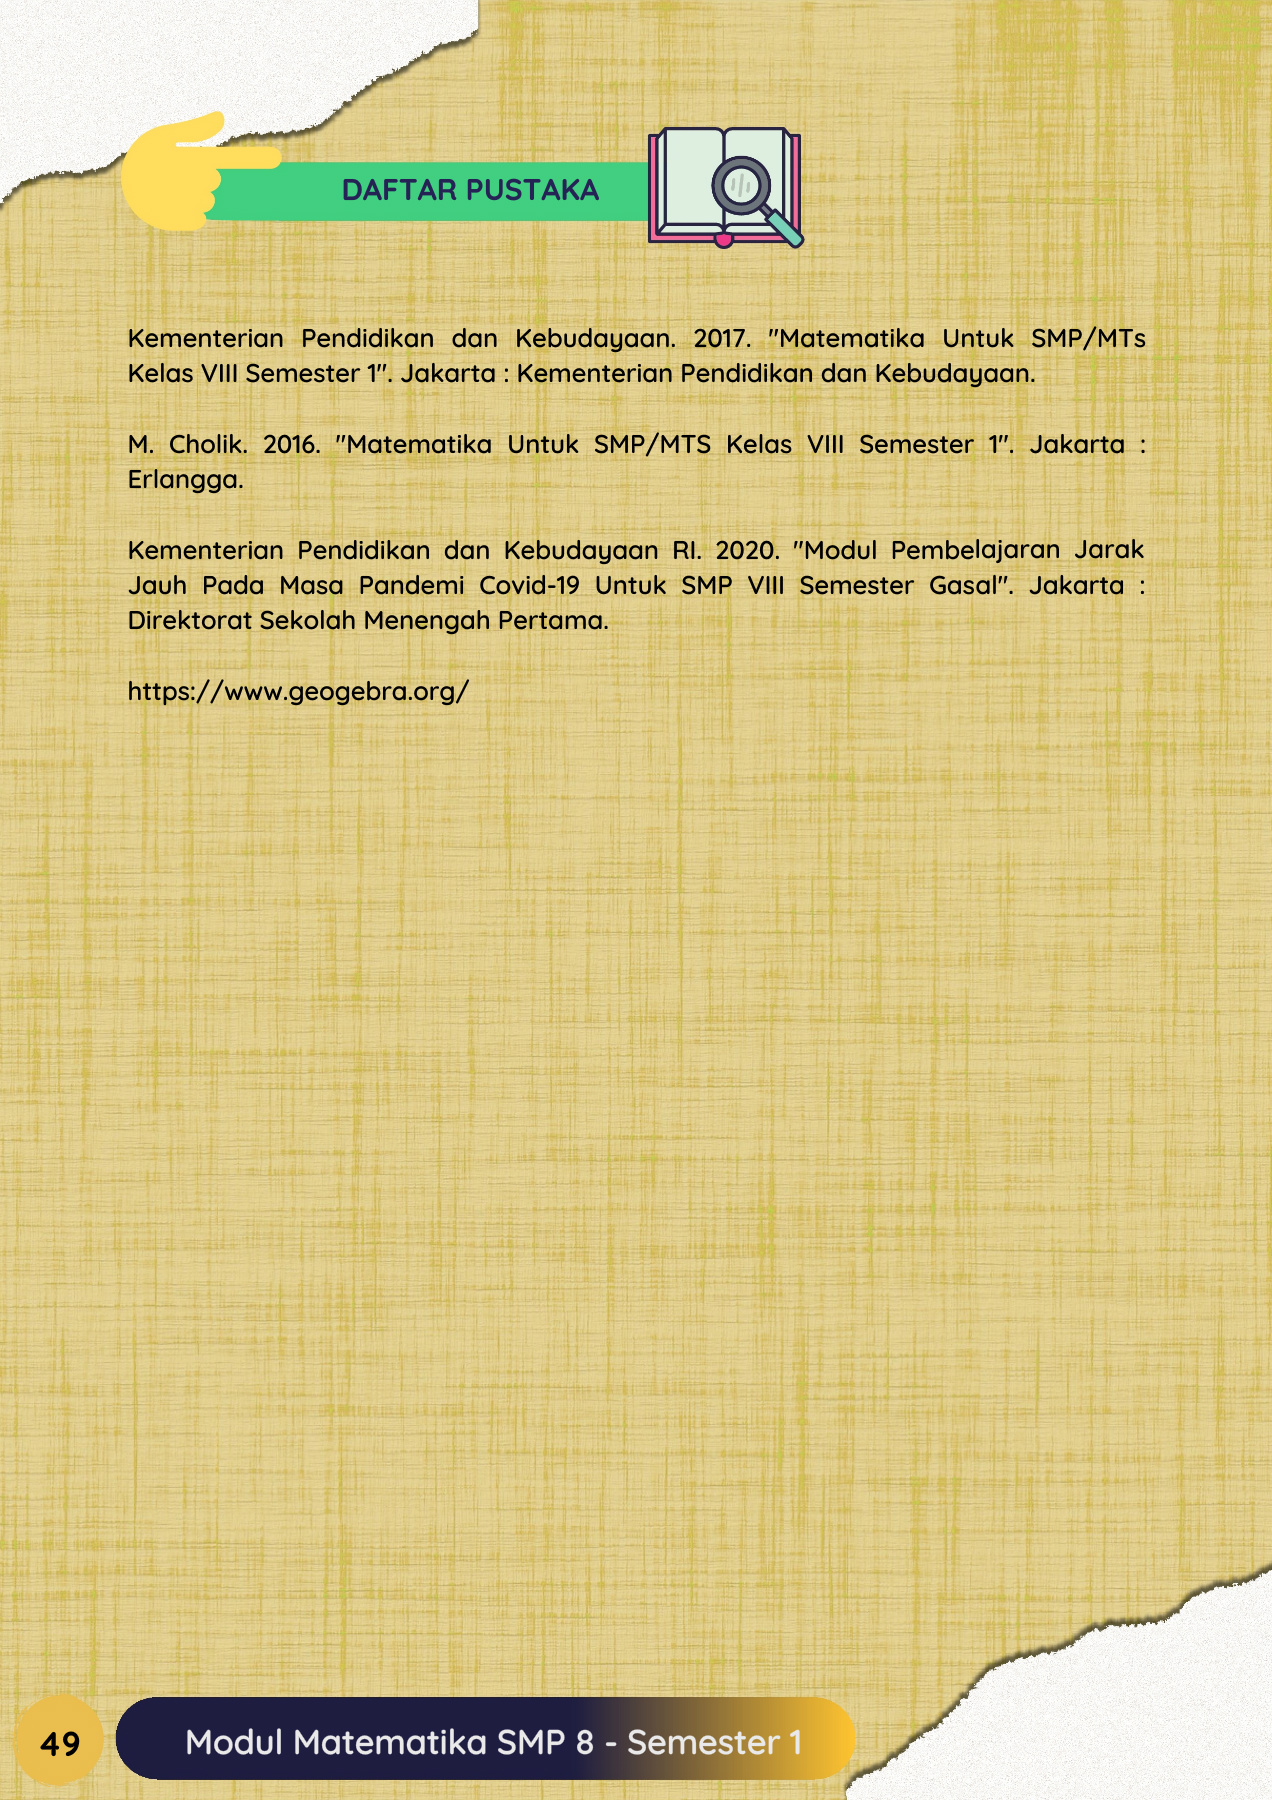 DAFTAR PUSTAKA
Kementerian Pendidikan dan Kebudayaan. 2017. "Matematika Untuk SMP/MTs
Kelas VIII Semester 1". Jakarta : Kementerian Pendidikan dan Kebudayaan.
M. Cholik. 2016. "Matematika Untuk SMP/MTS Kelas VIII Semester 1". Jakarta :
Erlangga.
Kementerian Pendidikan dan Kebudayaan RI. 2020. "Modul Pembelajaran Jarak
Jauh Pada Masa Pandemi Covid-19 Untuk SMP VIII Semester Gasal". Jakarta :
Direktorat Sekolah Menengah Pertama.
https://www.geogebra.org/
49
Modul Matematika SMP 8 - Semester 1